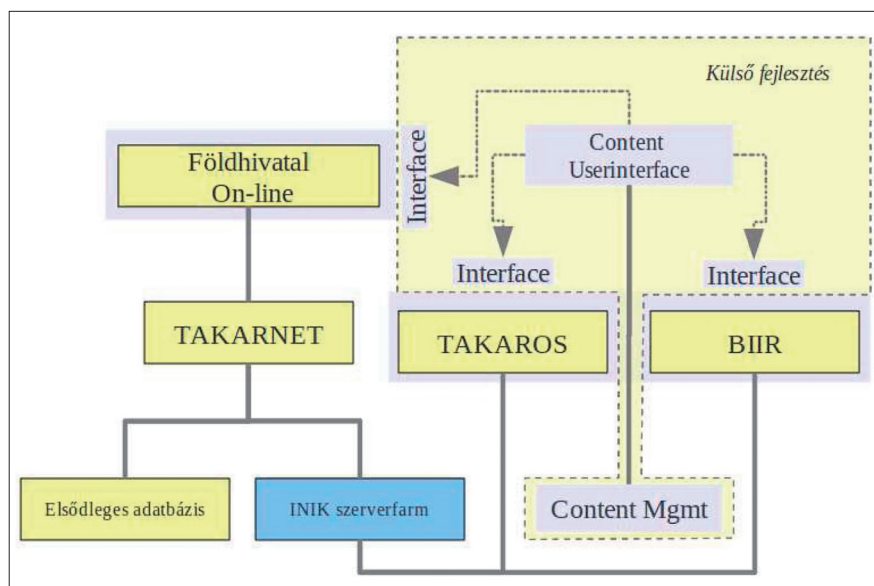 Külső fejlesztés
Földhivatal
On-line
Interface
Content
Userinterface
Interface
Interface
TAKARNET
TAKAROS
BIIR
Elsődleges adatbázis
INIK szerverfarm
Content Mgmt